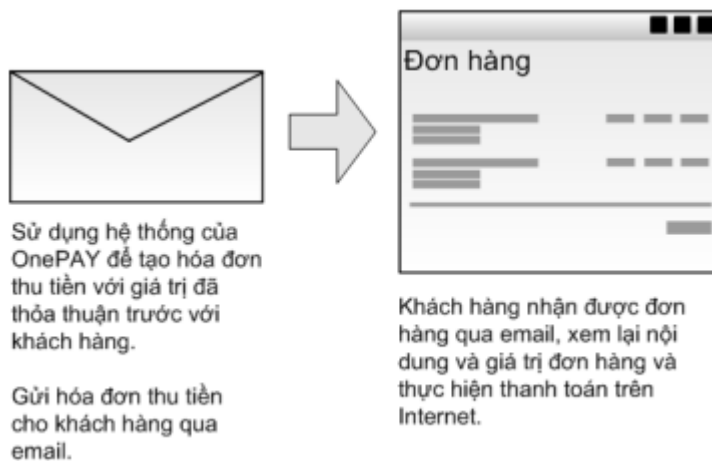 Sử dụng hệ thống của
OnePAY để tạo hóa đơn
thu tiền với giá trị đã
thỏa thuận trước với
khách hàng.
Gửi hóa đơn thu tiền
cho khách hàng qua
email.
Đơn hàng
Khách hàng nhận được đơn
hàng qua email, xem lại nội
dung và giá trị đơn hàng và
thực hiện thanh toán trên
Internet.